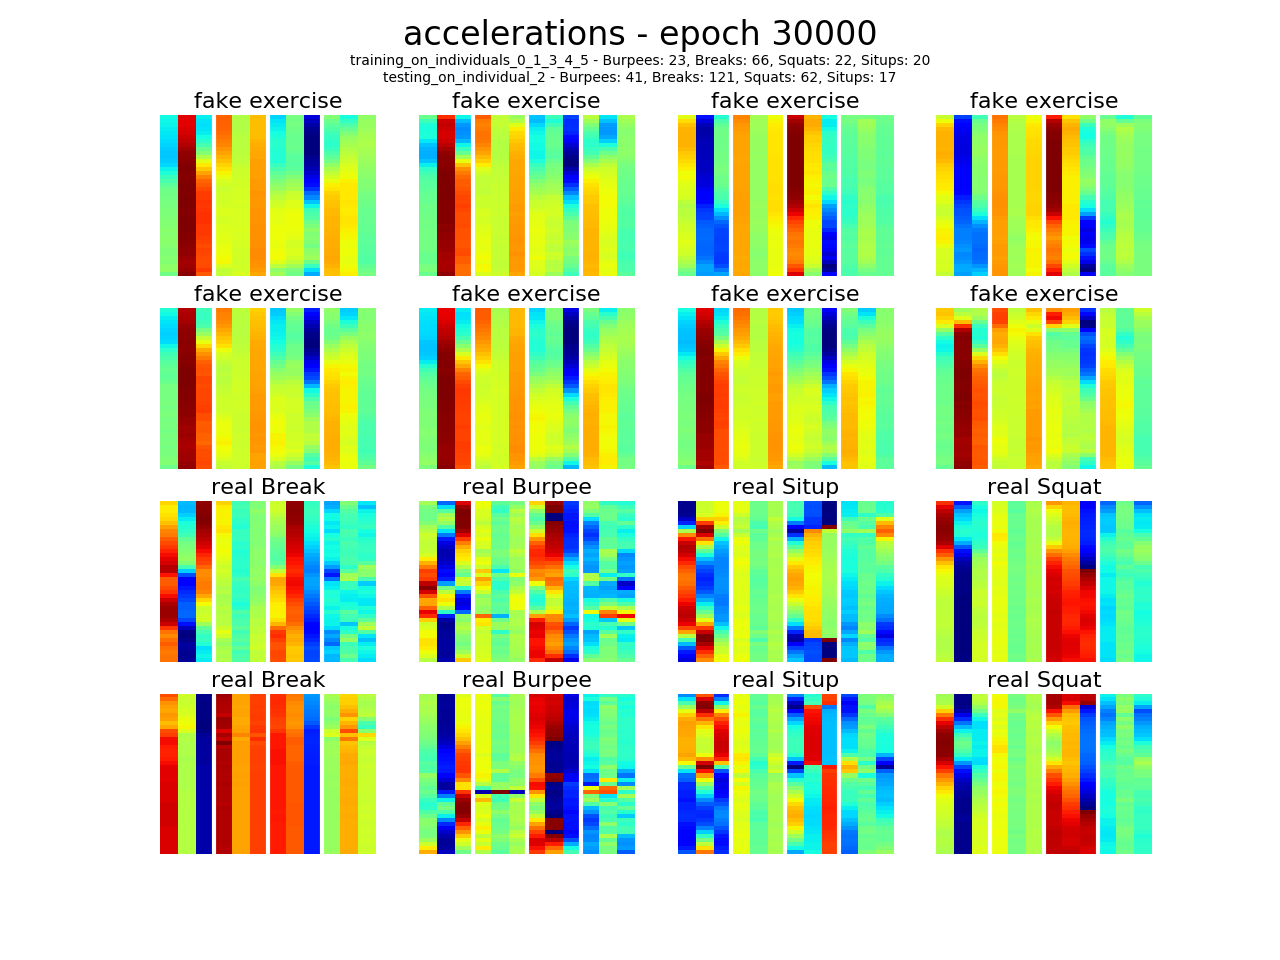 accelerations - epoch 30000
training_on_individuals_0_1_3_4_5 - Burpees: 23, Breaks: 66, Squats: 22, Situps: 20
testing_on_individual_2 - Burpees: 41, Breaks: 121, Squats: 62, Situps: 17
fake exercise fake exercise fake exercise fake exercise
fake exercise fake exercise fake exercise fake exercise
real Break real Burpee real Situp real Squat
real Break real Burpee real Situp real Squat